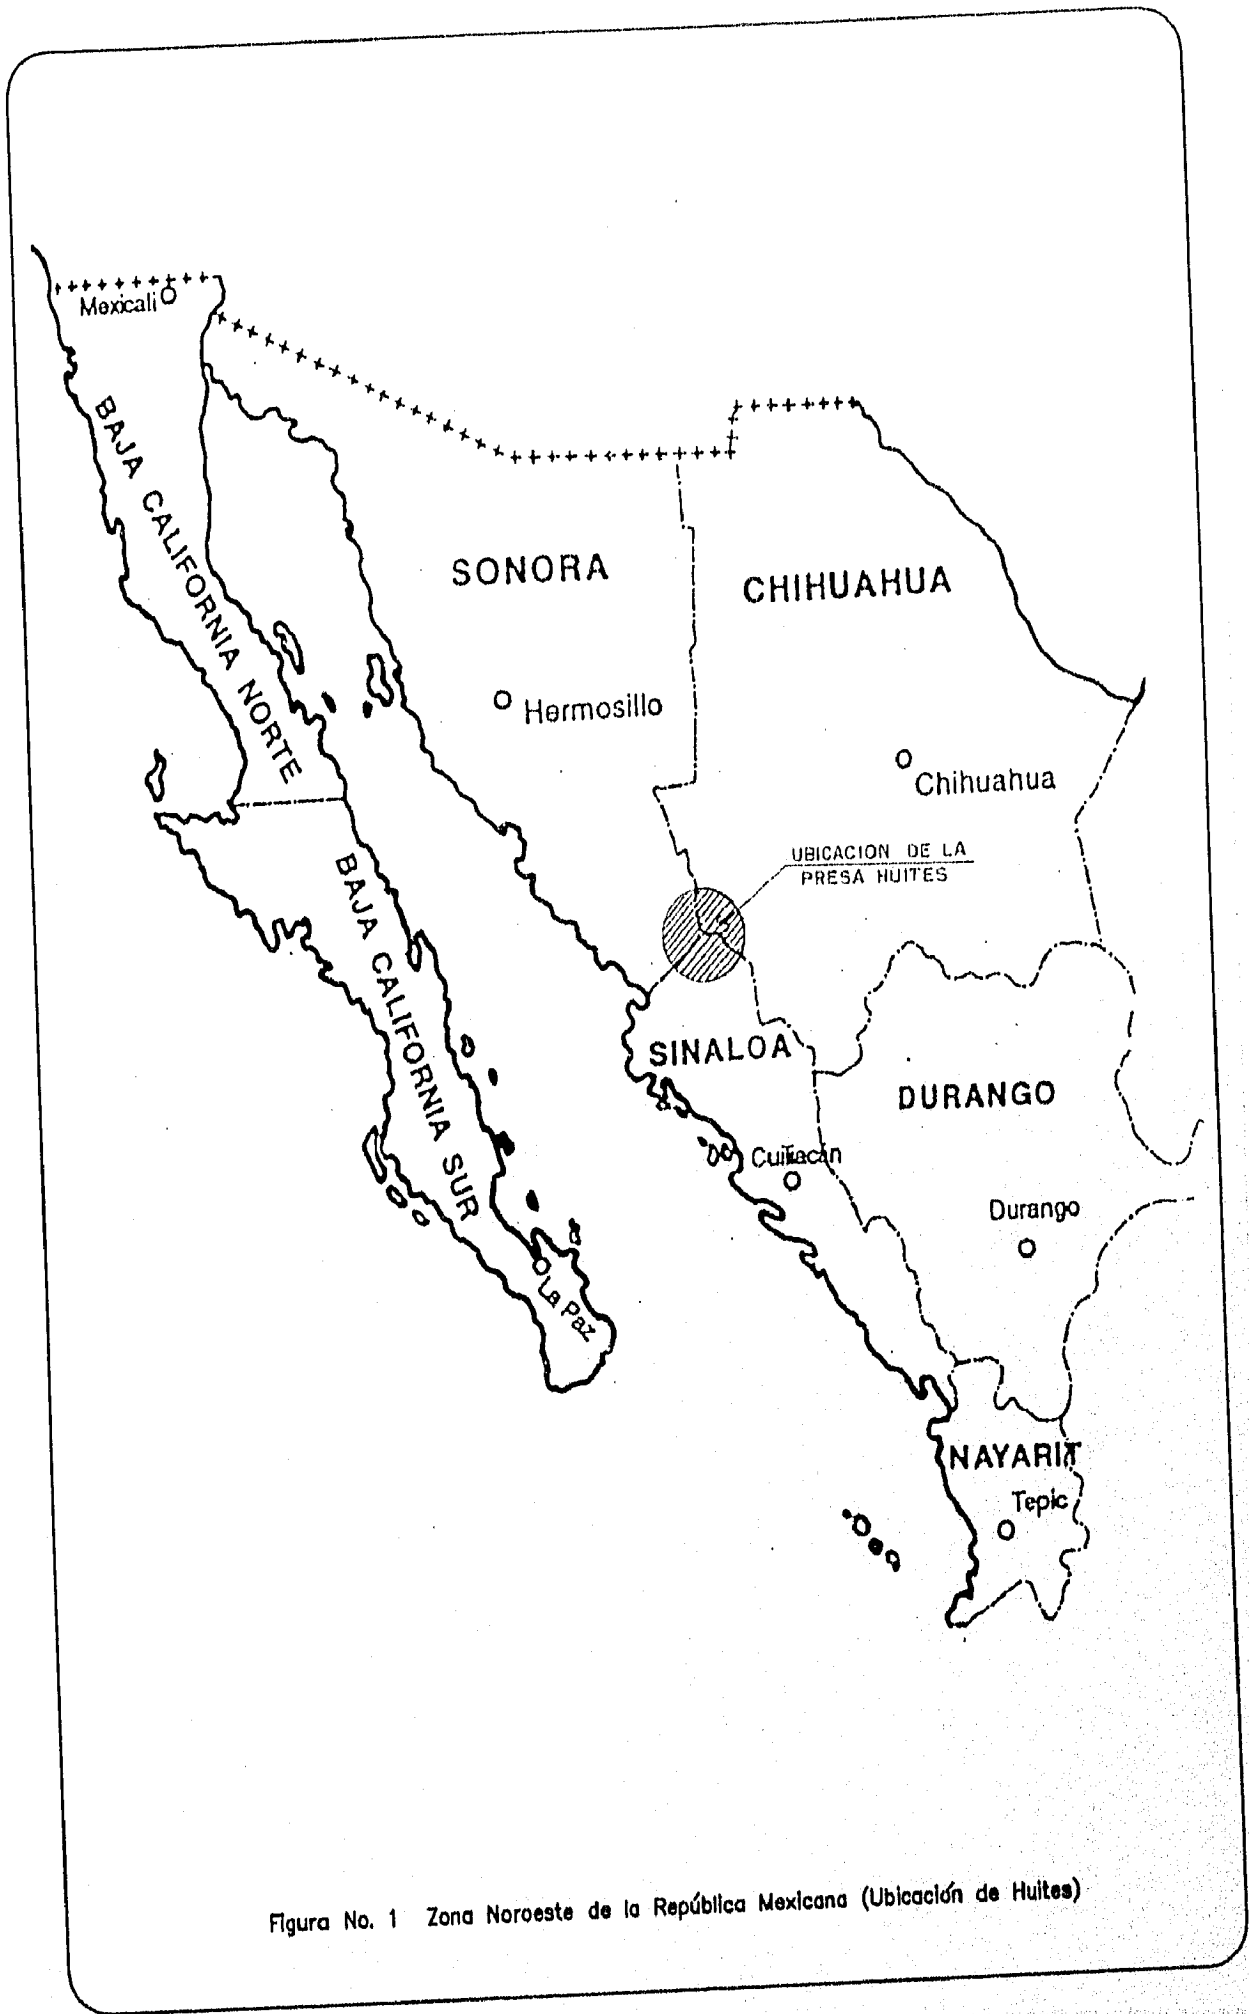 Mexicali
BAJA CALIFORNIA NORTE
SONORA
CHIHUAHUA
Hermosillo
Chihuahua
UBICACION DE LA
PRESA HUITES
BAJA CALIFORNIA SUR
SINALOA
DURANGO
Durango
La Paz
NAYARIT
Tepic
Figura No. 1 Zona Noroeste de la República Mexicana (Ubicación de Huites)